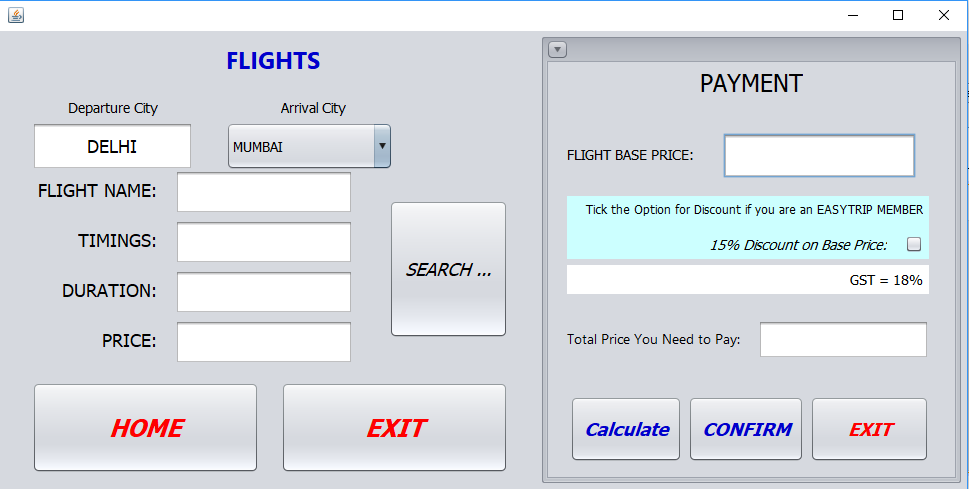 FLIGHTS
Departure City
Arrival City
DELHI
MUMBAI
FLIGHT NAME:
TIMINGS:
DURATION:
PRICE:
SEARCH ...
HOME
EXIT
PAYMENT
FLIGHT BASE PRICE:
Tick the Option for Discount if you are an EASYTRIP MEMBER
15% Discount on Base Price:
GST = 18%
Total Price You Need to Pay:
Calculate
CONFIRM
EXIT